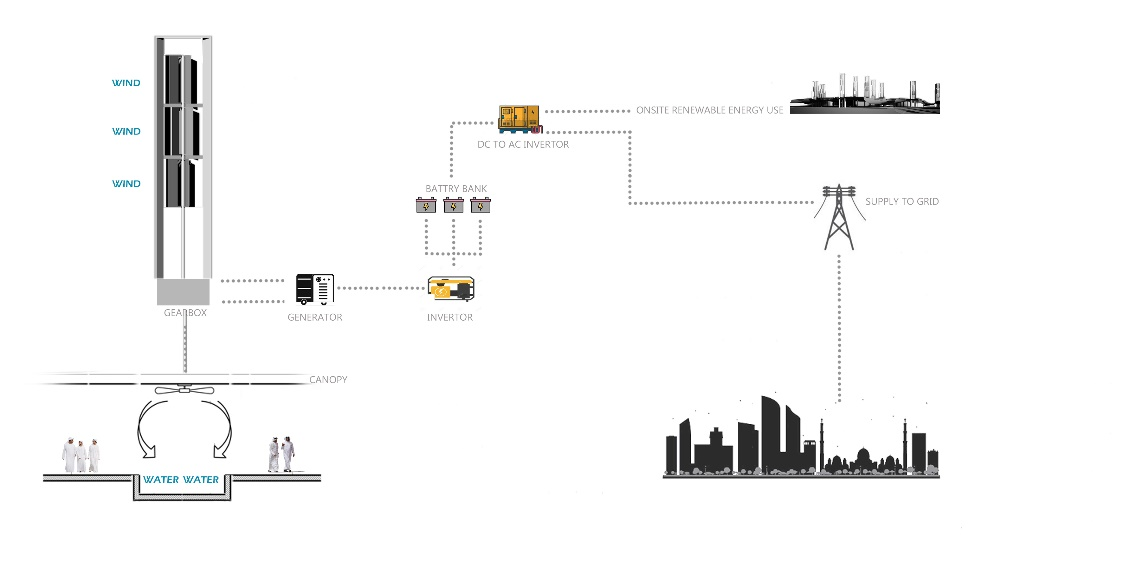 WIND
ONSITE RENEWABLE ENERGY USE
WIND
DC TO AC INVERTOR
WIND
BATTRY BANK
SUPPLY TO GRID
GEARBOX
GENERATOR
INVERTOR
CANOPY
WATER WATER